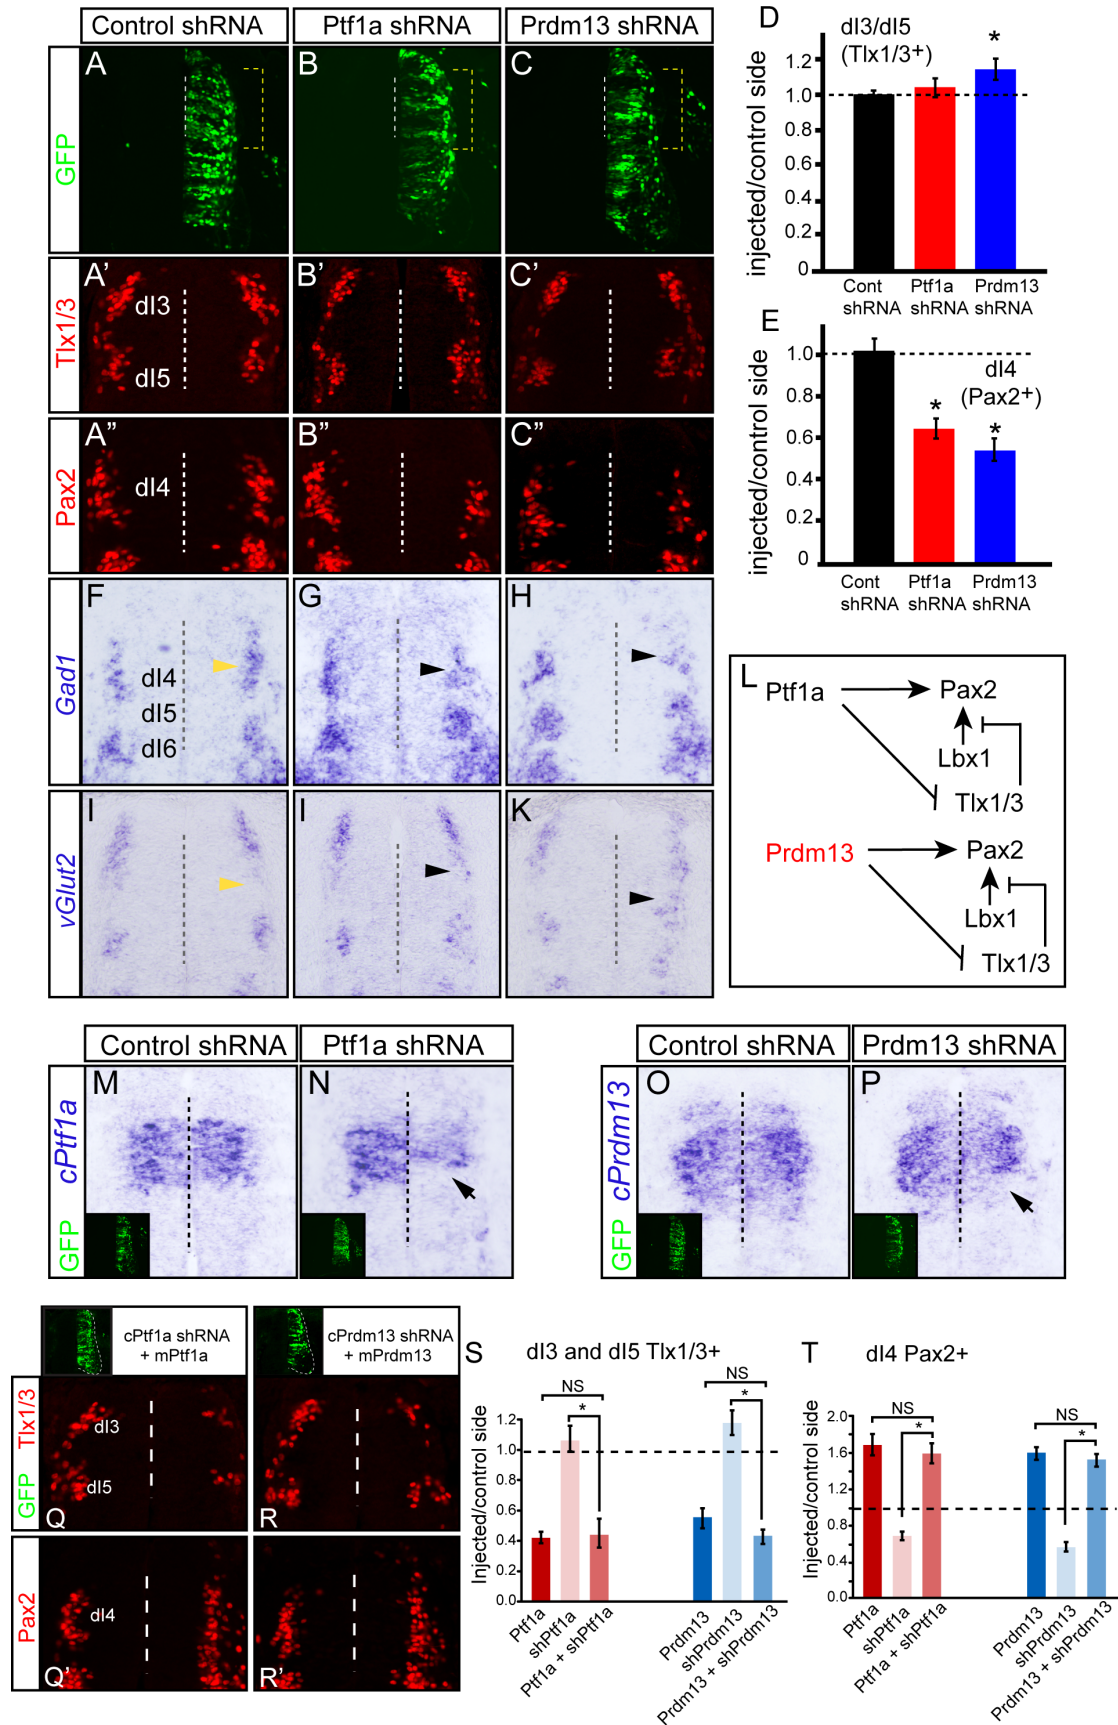 Control shRNA
Ptf1a shRNA
Prdm13 shRNA
GFP
A
B
C
Tlx1/3
A’
dI3
dI5
B’
C’
Pax2
A”
dI4
B”
C”
D
dI3/dI5
(Tlx1/3+)
*
injected/control side
1.2
1.0
0.8
0.6
0.4
0.2
0
Cont
shRNA
Ptf1a
shRNA
Prdm13
shRNA
E
dI4
(Pax2+)
*
*
injected/control side
1.0
0.8
0.6
0.4
0.2
0
Cont
shRNA
Ptf1a
shRNA
Prdm13
shRNA
Gad1
F
dI4
dI5
dI6
G
H
vGlut2
I
I
K
L
Ptf1a
Pax2
Lbx1
Tlx1/3
Prdm13
Pax2
Lbx1
Tlx1/3
Control shRNA
Ptf1a shRNA
GFP
cPtf1a
M
N
Control shRNA
Prdm13 shRNA
GFP
cPrdm13
O
P
cPtf1a shRNA
+ mPtf1a
cPrdm13 shRNA
+ mPrdm13
GFP Tlx1/3
dI3
dI5
Q
R
Pax2
dI4
Q’
R’
S
dI3 and dI5 Tlx1/3+
NS
*
NS
*
Injected/control side
1.2
1.0
0.8
0.6
0.4
0.2
0.0
Ptf1a
shPtf1a
Ptf1a + shPtf1a
Prdm13
shPrdm13
Prdm13 + shPrdm13
T
dI4 Pax2+
NS
*
NS
*
Injected/control side
2.0
1.6
1.2
0.8
0.4
0.0
Ptf1a
shPtf1a
Ptf1a + shPtf1a
Prdm13
shPrdm13
Prdm13 + shPrdm13